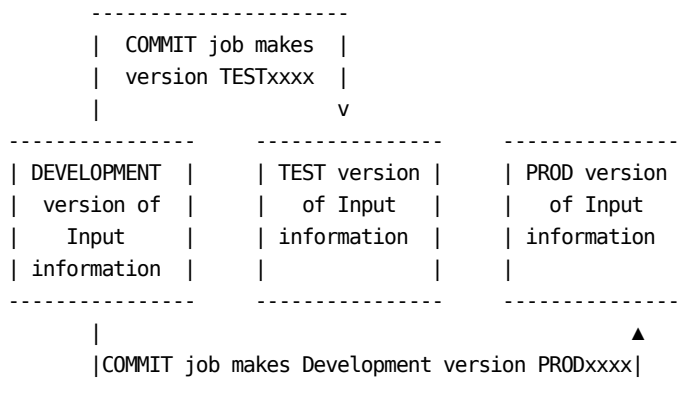 COMMIT job makes
version TESTxxxx
v
DEVELOPMENT TEST version PROD version
version of of Input of Input
Input information information
information
COMMIT job makes Development version PRODxxxx